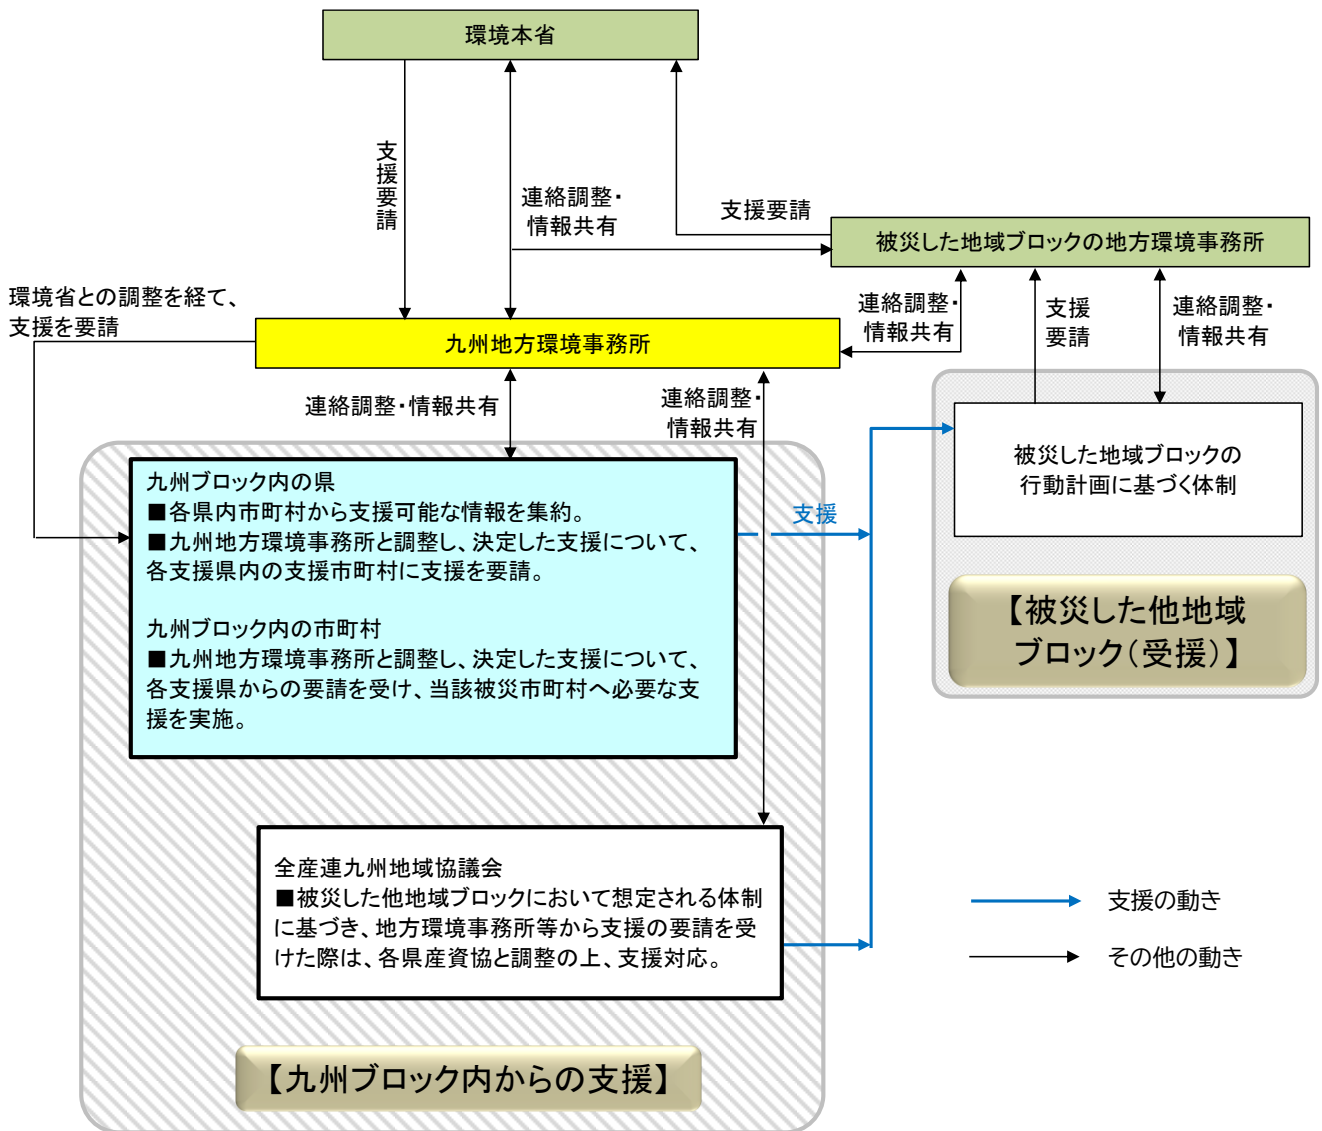 環境本省
支援要請
連絡調整・
情報共有
支援要請
被災した地域ブロックの地方環境事務所
環境省との調整を経て、
支援を要請
九州地方環境事務所
連絡調整・
情報共有
支援
要請
連絡調整・
情報共有
連絡調整・情報共有
連絡調整・
情報共有
被災した地域ブロックの
行動計画に基づく体制
九州ブロック内の県
■各県内市町村から支援可能な情報を集約。
■九州地方環境事務所と調整し、決定した支援について、
各支援県内の支援市町村に支援を要請。
九州ブロック内の市町村
■九州地方環境事務所と調整し、決定した支援について、
各支援県からの要請を受け、当該被災市町村へ必要な支
援を実施。
支援
【被災した他地域
ブロック（受援）】
全産連九州地域協議会
■被災した他地域ブロックにおいて想定される体制
に基づき、地方環境事務所等から支援の要請を受
けた際は、各県産資協と調整の上、支援対応。
支援の動き
その他の動き
【九州ブロック内からの支援】